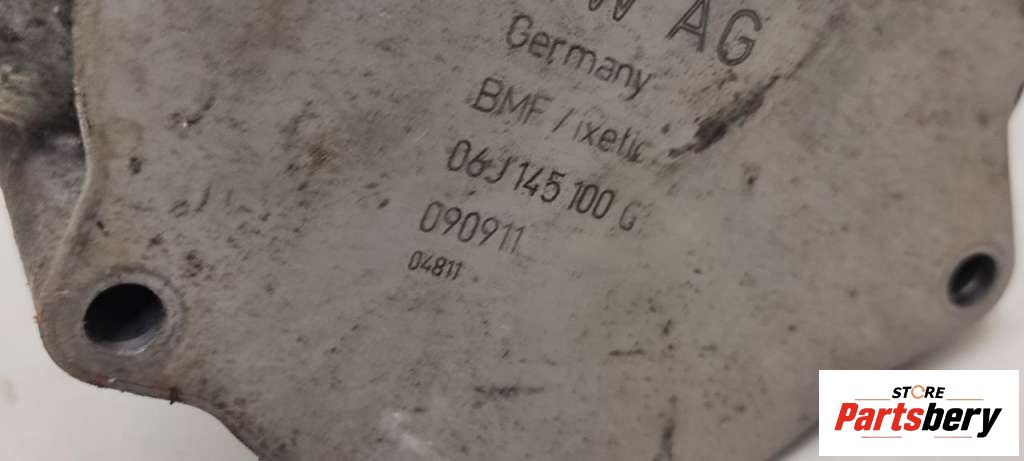 W AG
Germany
BMF / ixetic
06J 145 100 G
090911
04811
STORE
Partsbery